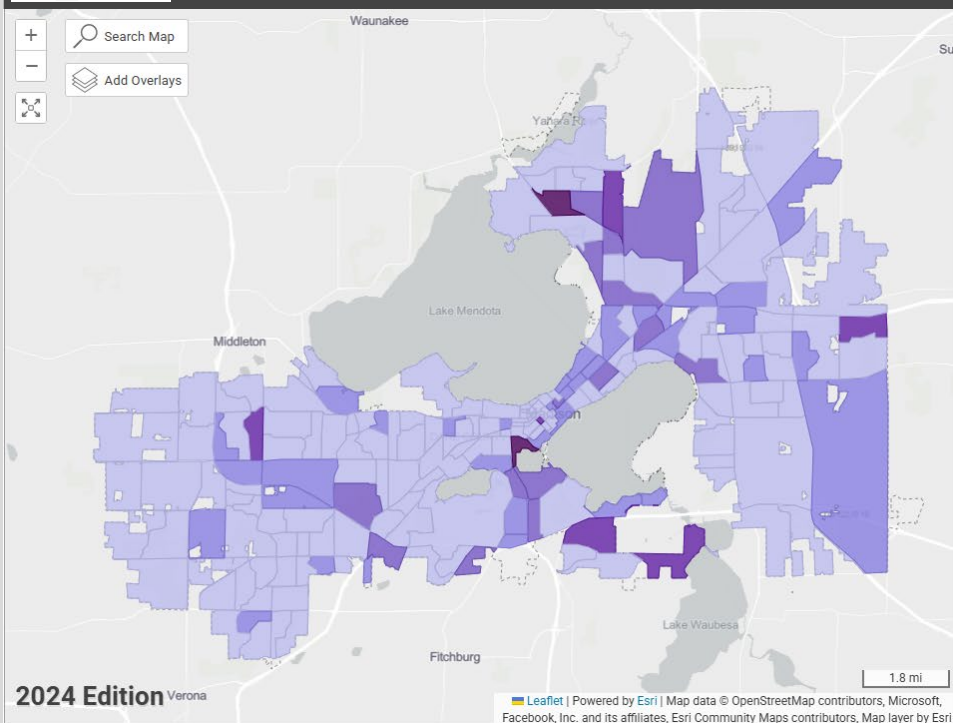 Waunakee
+
Search Map
−
Add Overlays
Yahara
Lake Mendota
Middleton
Lake Waubesa
Fitchburg
1.8 mi
2024 Edition
Verona
Leaflet | Powered by Esri | Map data © OpenStreetMap contributors, Microsoft,
Facebook, Inc. and its affiliates, Esri Community Maps contributors, Map layer by Esri